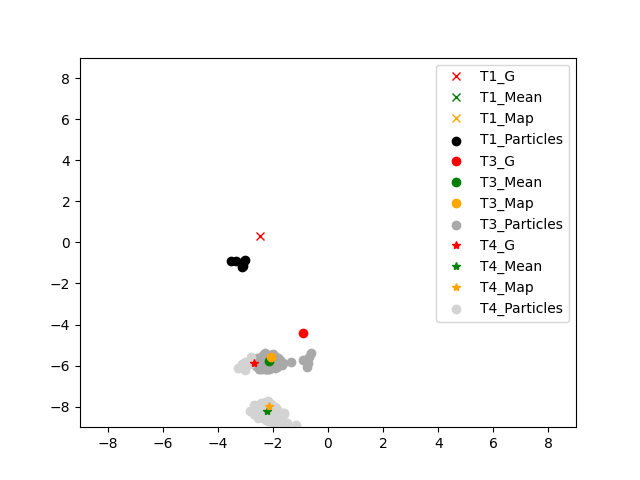 8
6
4
2
0
−2
−4
−6
−8
−8 −6 −4 −2 0 2 4 6 8
T1_G
T1_Mean
T1_Map
T1_Particles
T3_G
T3_Mean
T3_Map
T3_Particles
T4_G
T4_Mean
T4_Map
T4_Particles